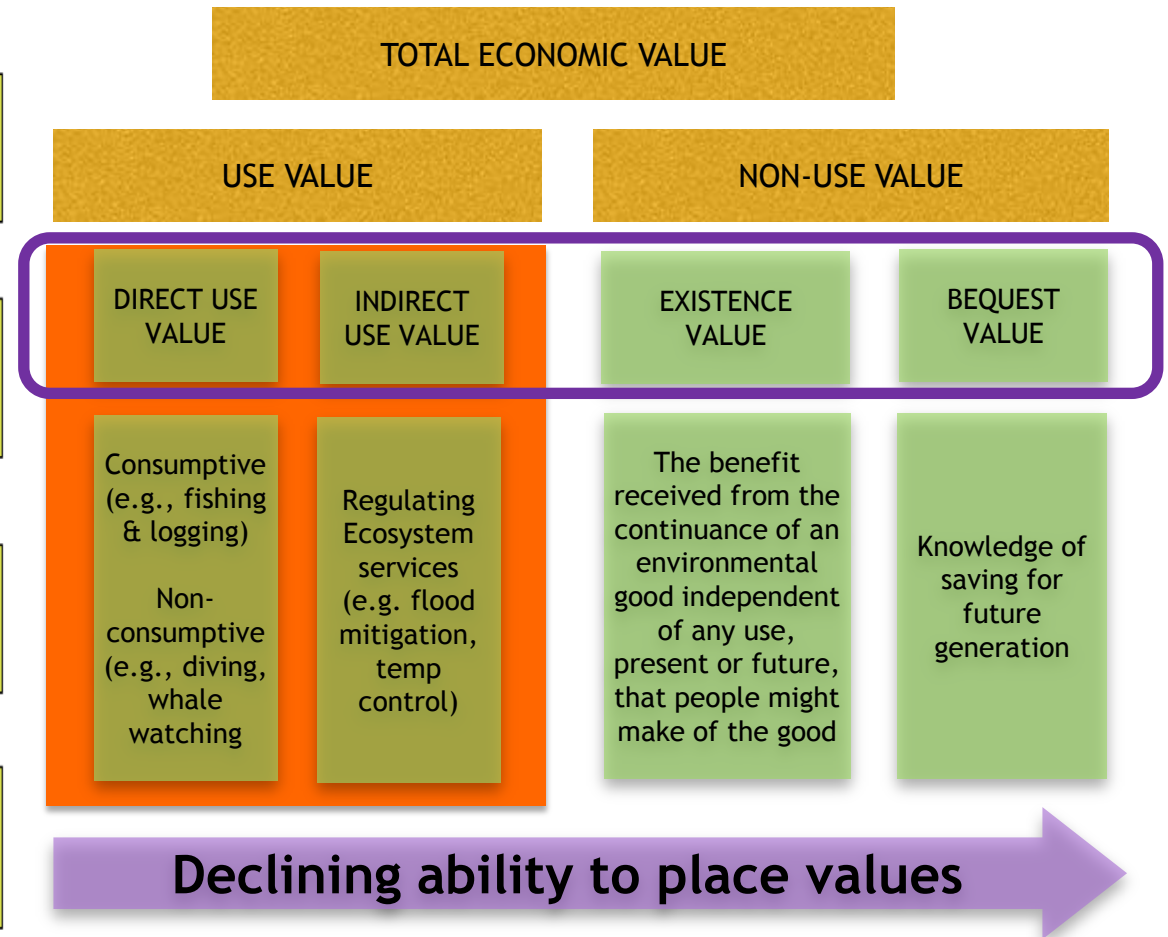 TOTAL ECONOMIC VALUE
USE VALUE
NON-USE VALUE
DIRECT USE
VALUE
INDIRECT
USE VALUE
EXISTENCE
VALUE
BEQUEST
VALUE
Consumptive
(e.g., fishing
& logging)
Non-
consumptive
(e.g., diving,
whale
watching
Regulating
Ecosystem
services
(e.g. flood
mitigation,
temp
control)
The benefit
received from the
continuance of an
environmental
good independent
of any use,
present or future,
that people might
make of the good
Knowledge of
saving for
future
generation
Declining ability to place values